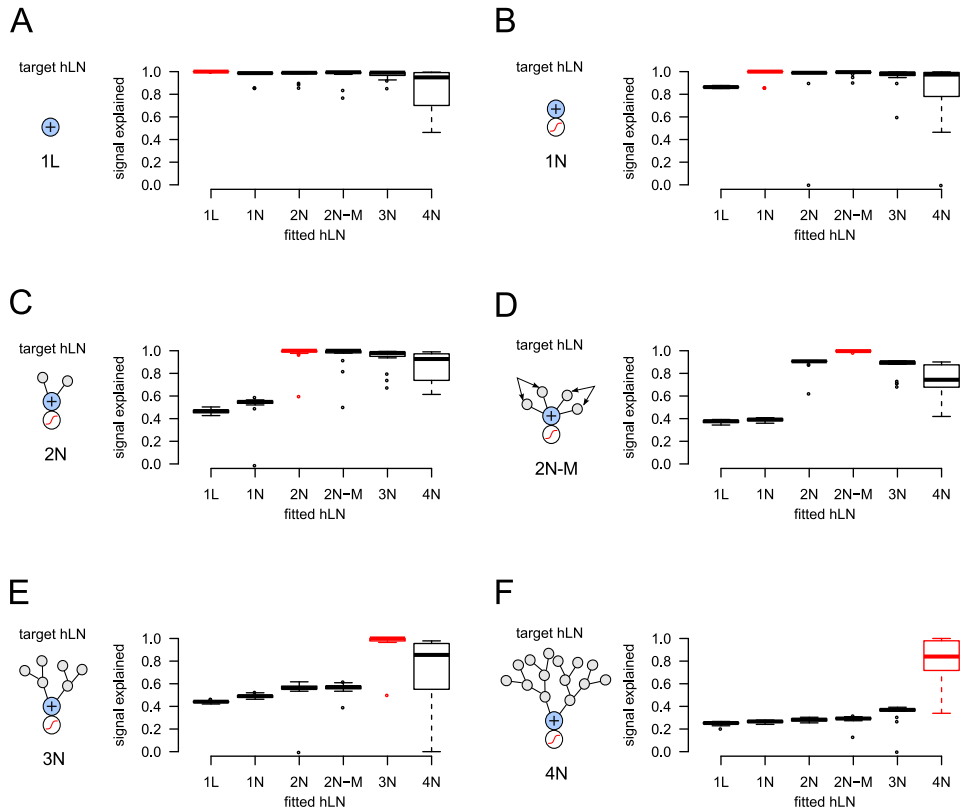 A
target hLN
1L
signal explained
1.0
0.8
0.6
0.4
0.2
0.0
1L 1N 2N 2N−M 3N 4N
fitted hLN
B
target hLN
1N
signal explained
1.0
0.8
0.6
0.4
0.2
0.0
1L 1N 2N 2N−M 3N 4N
fitted hLN
C
target hLN
2N
signal explained
1.0
0.8
0.6
0.4
0.2
0.0
1L 1N 2N 2N−M 3N 4N
fitted hLN
D
target hLN
2N-M
signal explained
1.0
0.8
0.6
0.4
0.2
0.0
1L 1N 2N 2N−M 3N 4N
fitted hLN
E
target hLN
3N
signal explained
1.0
0.8
0.6
0.4
0.2
0.0
1L 1N 2N 2N−M 3N 4N
fitted hLN
F
target hLN
4N
signal explained
1.0
0.8
0.6
0.4
0.2
0.0
1L 1N 2N 2N−M 3N 4N
fitted hLN